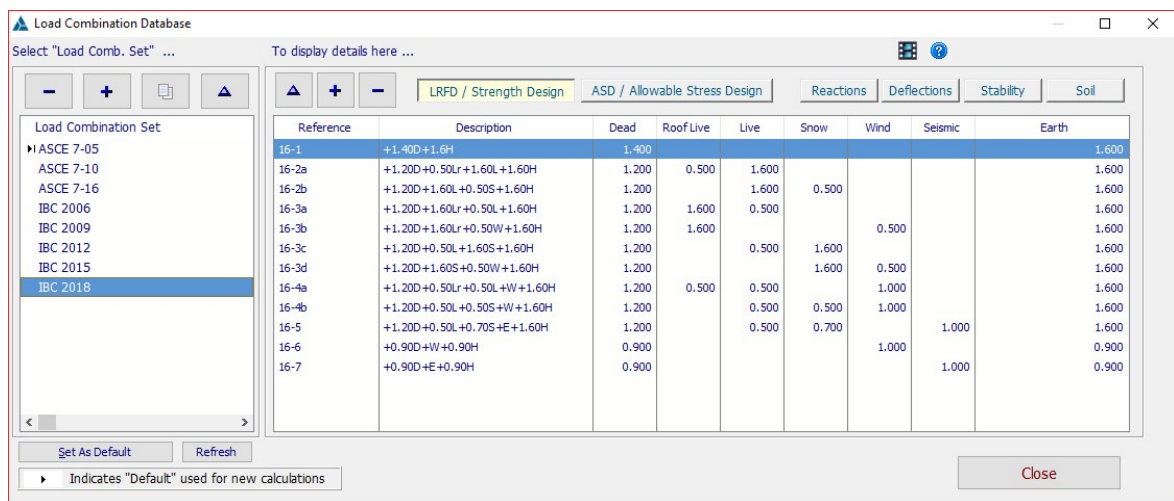 Load Combination Database
Select "Load Comb. Set" ...
To display details here ...
LRFD / Strength Design
ASD / Allowable Stress Design
Reactions
Deflections
Stability
Soil
Load Combination Set
ASCE 7-05
ASCE 7-10
ASCE 7-16
IBC 2006
IBC 2009
IBC 2012
IBC 2015
IBC 2018
Reference Description Dead Roof Live Live Snow Wind Seismic Earth
16-1 +1.40D+1.6H 1.400 1.600
16-2a +1.20D+0.50Lr+1.60L+1.60H 1.200 0.500 1.600 1.600
16-2b +1.20D+1.60L+0.50S+1.60H 1.200 1.600 0.500 1.600
16-3a +1.20D+1.60Lr+0.50L+1.60H 1.200 1.600 0.500 1.600
16-3b +1.20D+1.60Lr+0.50W+1.60H 1.200 1.600 0.500 1.600
16-3c +1.20D+0.50L+1.60S+1.60H 1.200 0.500 1.600 1.600
16-3d +1.20D+1.60S+0.50W+1.60H 1.200 1.600 0.500 1.600
16-4a +1.20D+0.50Lr+0.50L+W+1.60H 1.200 0.500 0.500 1.000 1.600
16-4b +1.20D+0.50L+0.50S+W+1.60H 1.200 0.500 0.500 1.000 1.600
16-5 +1.20D+0.50L+0.70S+E+1.60H 1.200 0.500 0.700 1.000 1.600
16-6 +0.90D+W+0.90H 0.900 1.000 0.900
16-7 +0.90D+E+0.90H 0.900 1.000 0.900
Set As Default
Refresh
Indicates "Default" used for new calculations
Close